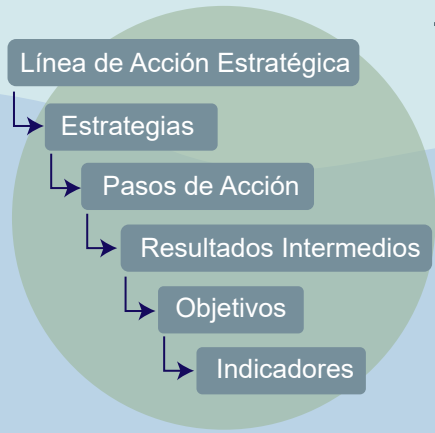 Línea de Acción Estratégica
Estrategias
Pasos de Acción
Resultados Intermedios
Objetivos
Indicadores